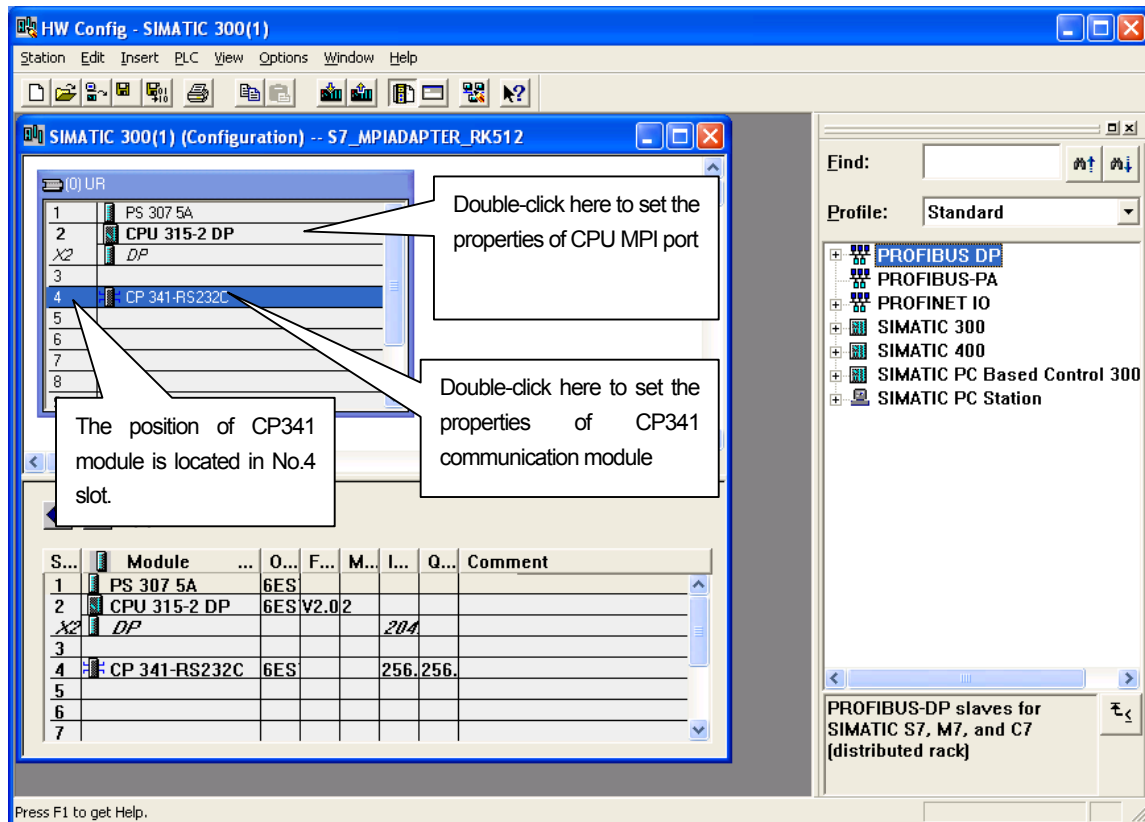 HW Config - SIMATIC 300(1)
Station Edit Insert PLC View Options Window Help
SIMATIC 300(1) (Configuration) -- S7_MPIADAPTER_RK512
(0) UR
1 PS 307 5A
2 CPU 315-2 DP
X2 DP
3
4 CP 341-RS232C
5
6
7
8
Double-click here to set the
properties of CPU MPI port
Double-click here to set the
properties of CP341
communication module
The position of CP341
module is located in No.4
slot.
S... Module ... O... F... M... I... Q... Comment
1 PS 307 5A 6ES
2 CPU 315-2 DP 6ES V2.0 2
X2 DP 204
3
4 CP 341-RS232C 6ES 256. 256.
5
6
7
Find:
Profile: Standard
PROFIBUS DP
PROFIBUS-PA
PROFINET IO
SIMATIC 300
SIMATIC 400
SIMATIC PC Based Control 300
SIMATIC PC Station
PROFIBUS-DP slaves for
SIMATIC S7, M7, and C7
(distributed rack)
Press F1 to get Help.